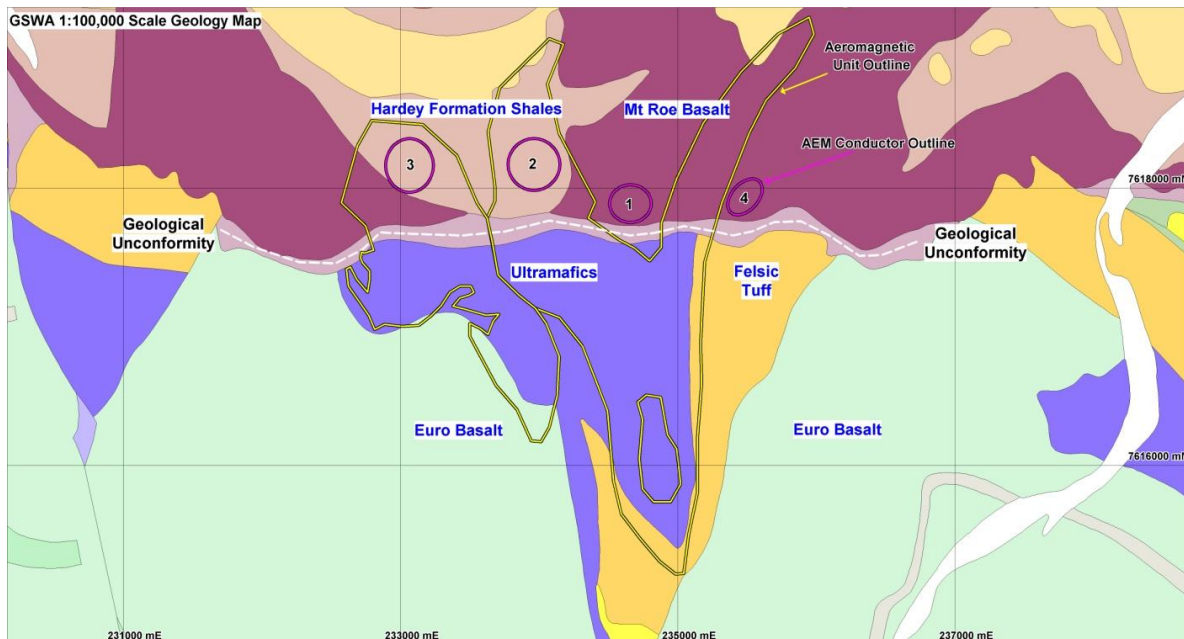 GSWA 1:100,000 Scale Geology Map
Aeromagnetic
Unit Outline
Hardey Formation Shales
Mt Roe Basalt
AEM Conductor Outline
3
2
1
4
7618000 mN
Geological
Unconformity
Geological
Unconformity
Ultramafics
Felsic
Tuff
Euro Basalt
Euro Basalt
7616000 mN
231000 mE
233000 mE
235000 mE
237000 mE